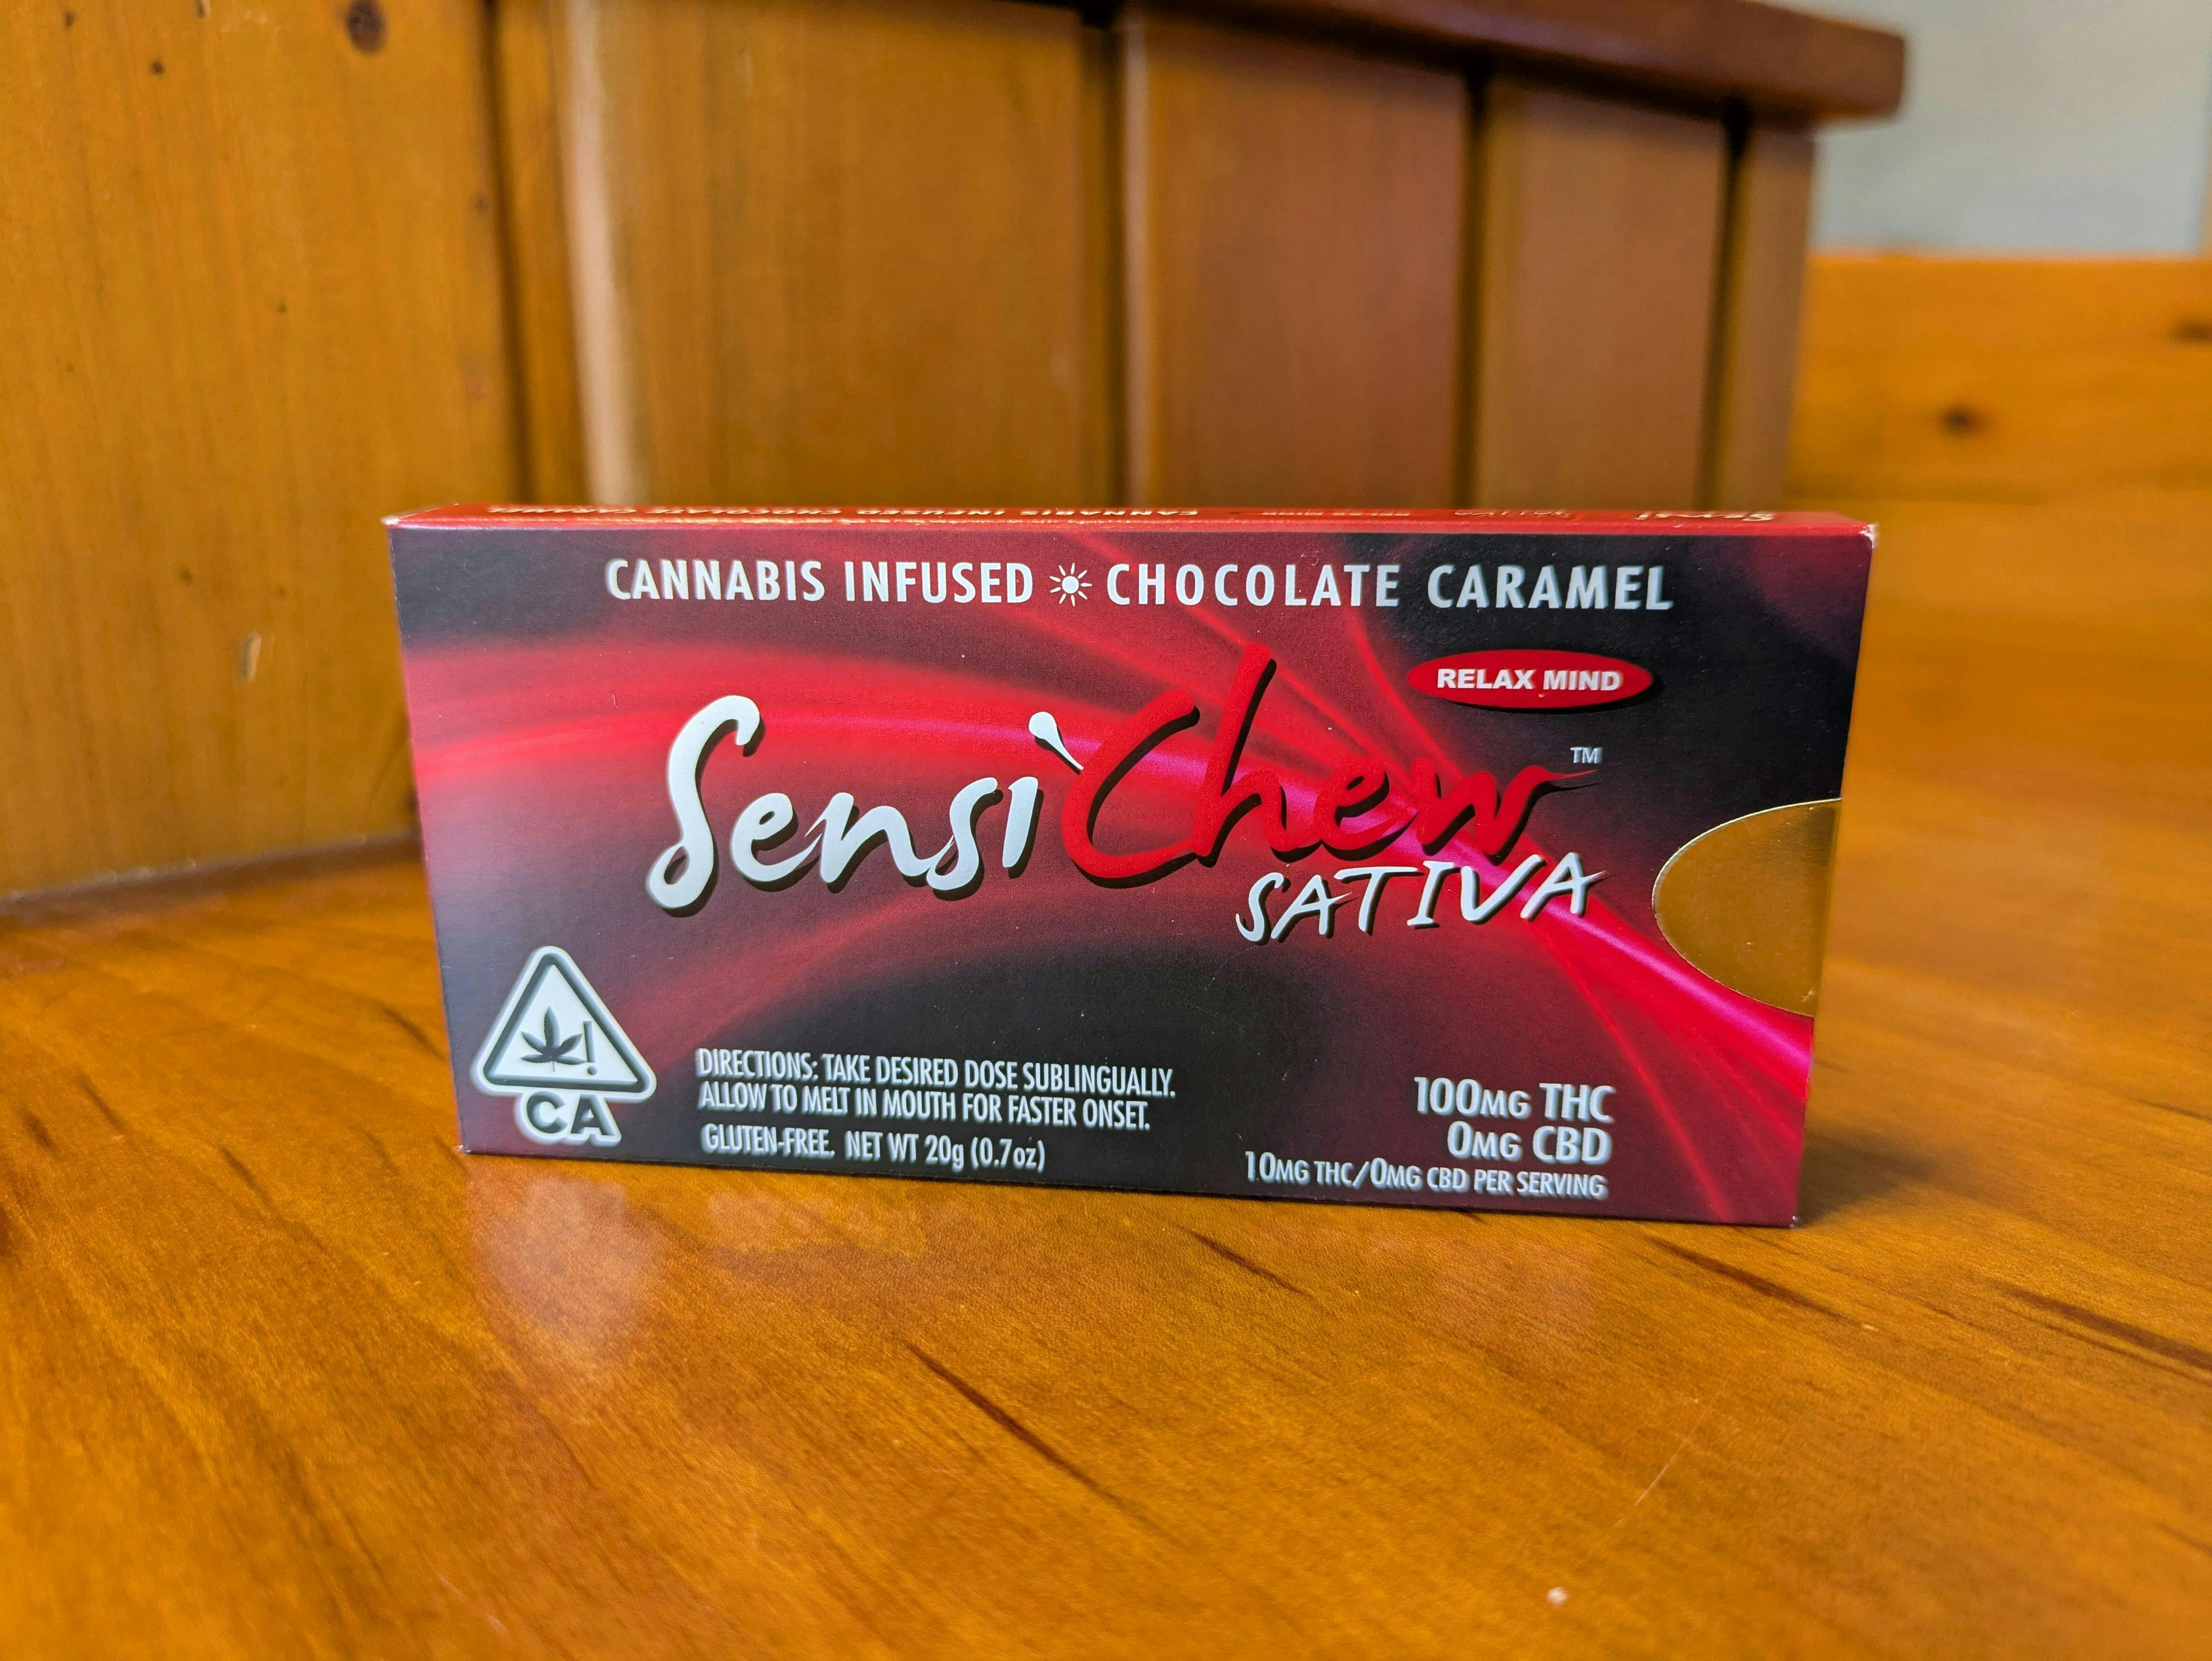 CANNABIS INFUSED CHOCOLATE CARAMEL
RELAX MIND
Sensi Chew™
SATIVA
CA
DIRECTIONS: TAKE DESIRED DOSE SUBLINGUALLY.
ALLOW TO MELT IN MOUTH FOR FASTER ONSET.
GLUTEN-FREE. NET WT 20g (0.7oz)
100MG THC
0MG CBD
10MG THC/0MG CBD PER SERVING